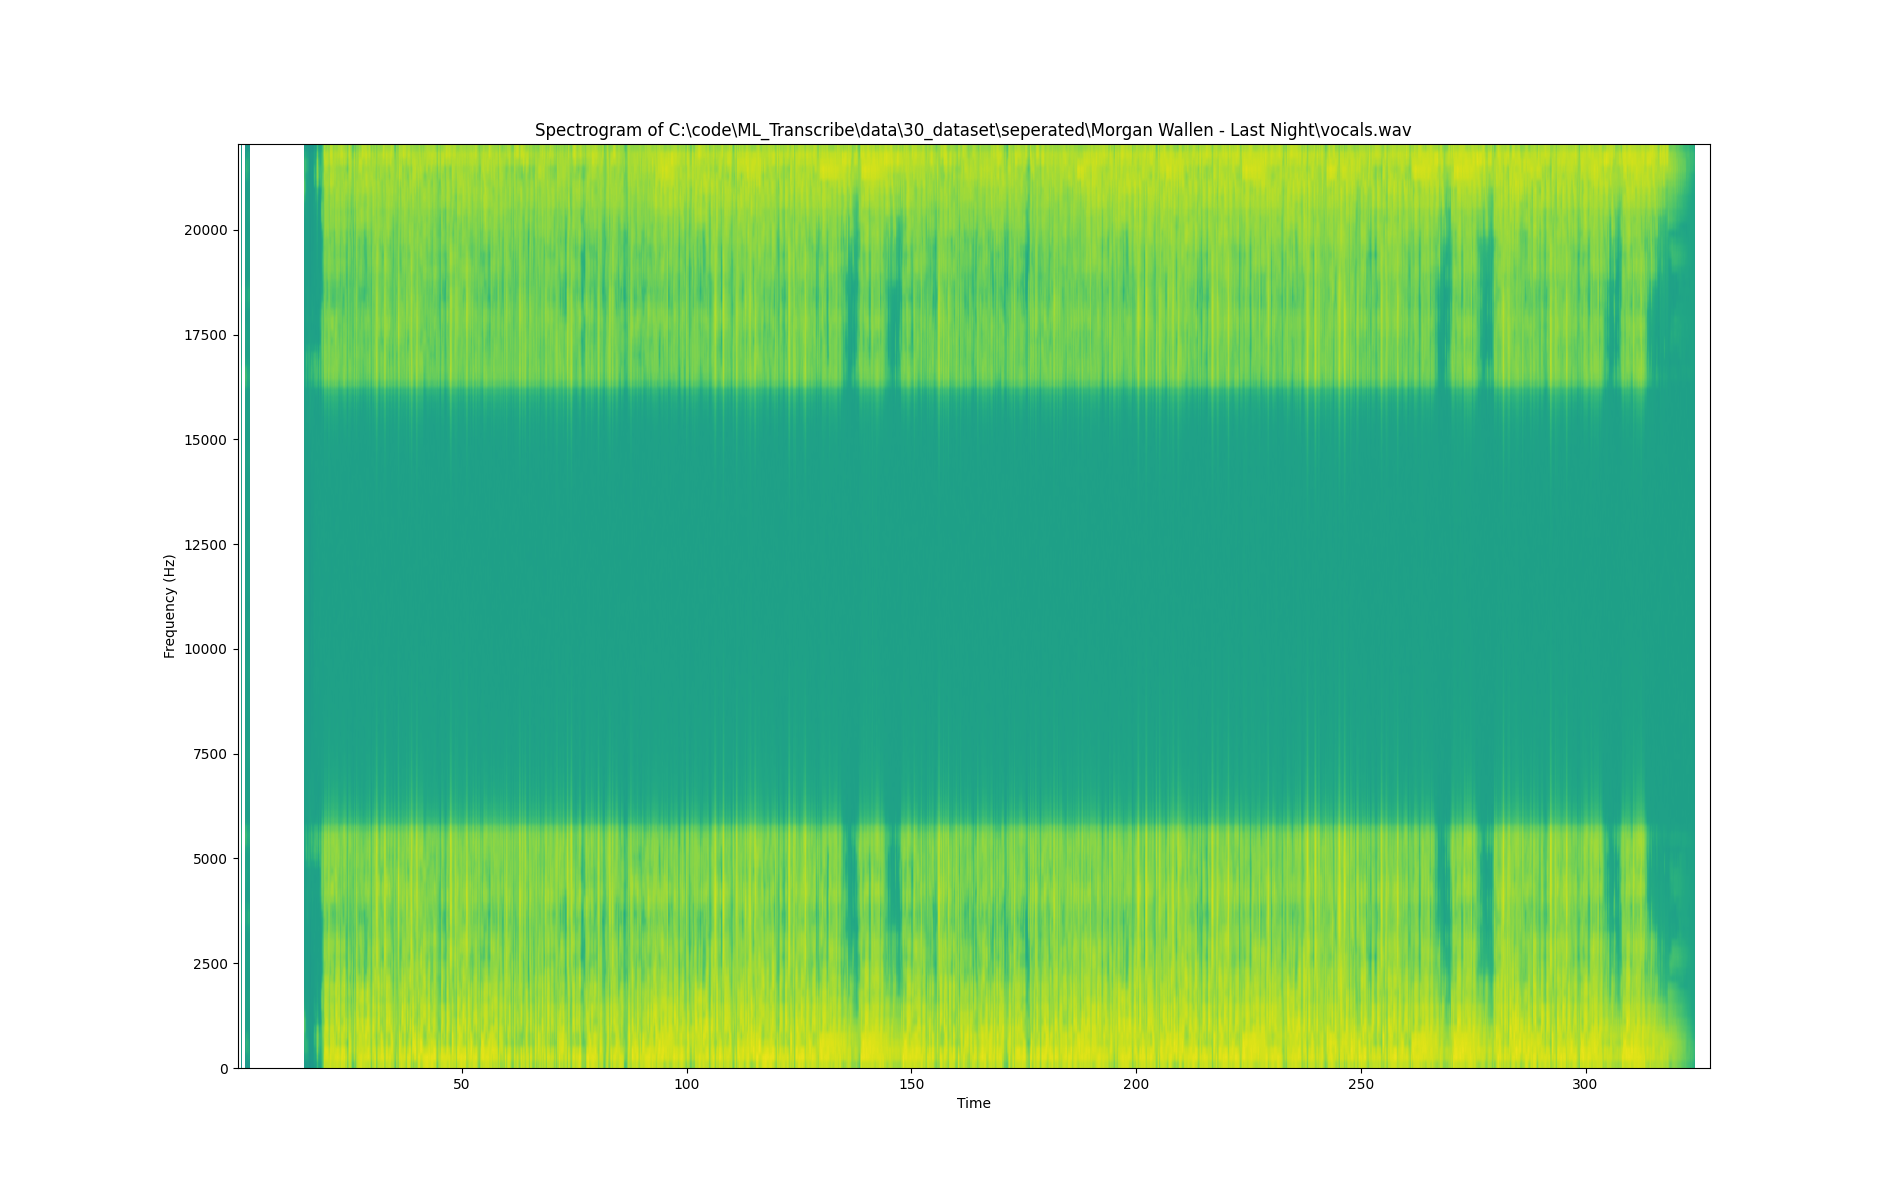 Spectrogram of C:\code\ML_Transcribe\data\30_dataset\seperated\Morgan Wallen - Last Night\vocals.wav
20000
17500
15000
12500
10000
7500
5000
2500
0
Frequency (Hz)
50 100 150 200 250 300
Time